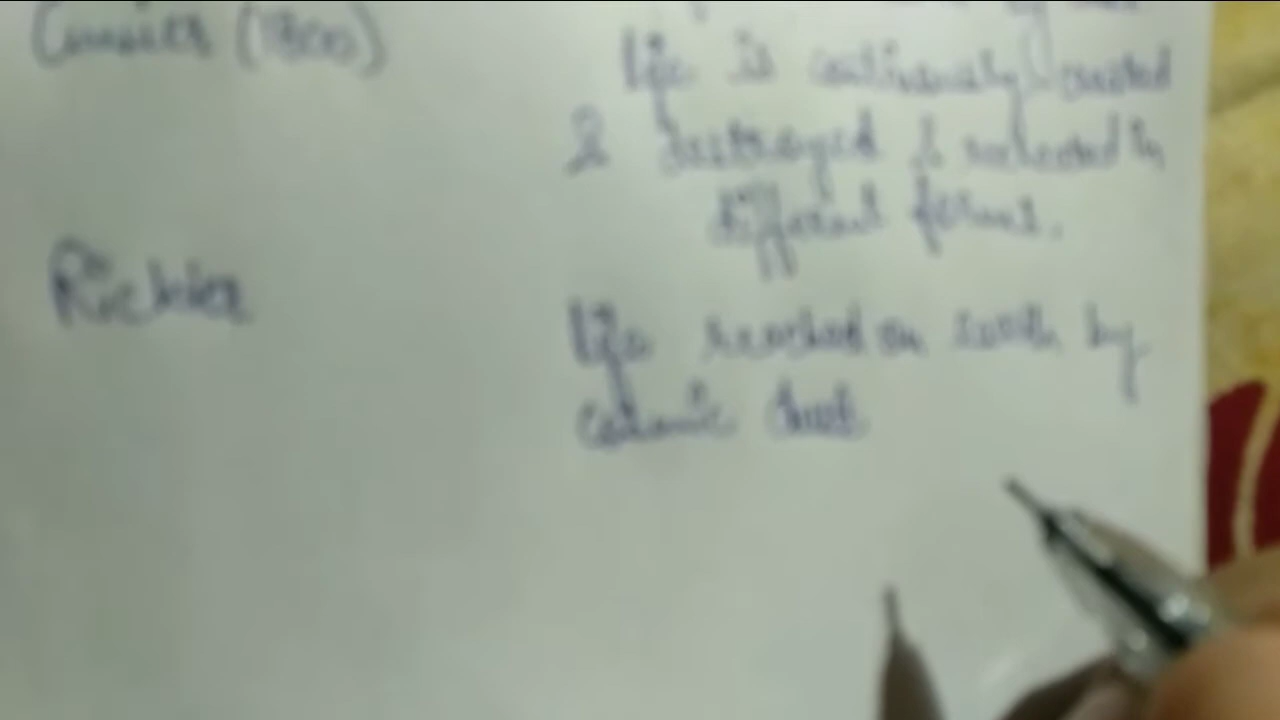 Cuvier (1800)
life is continuously created
& destroyed & recreated in
different forms.
Richter
life reached on earth by
cosmic dust